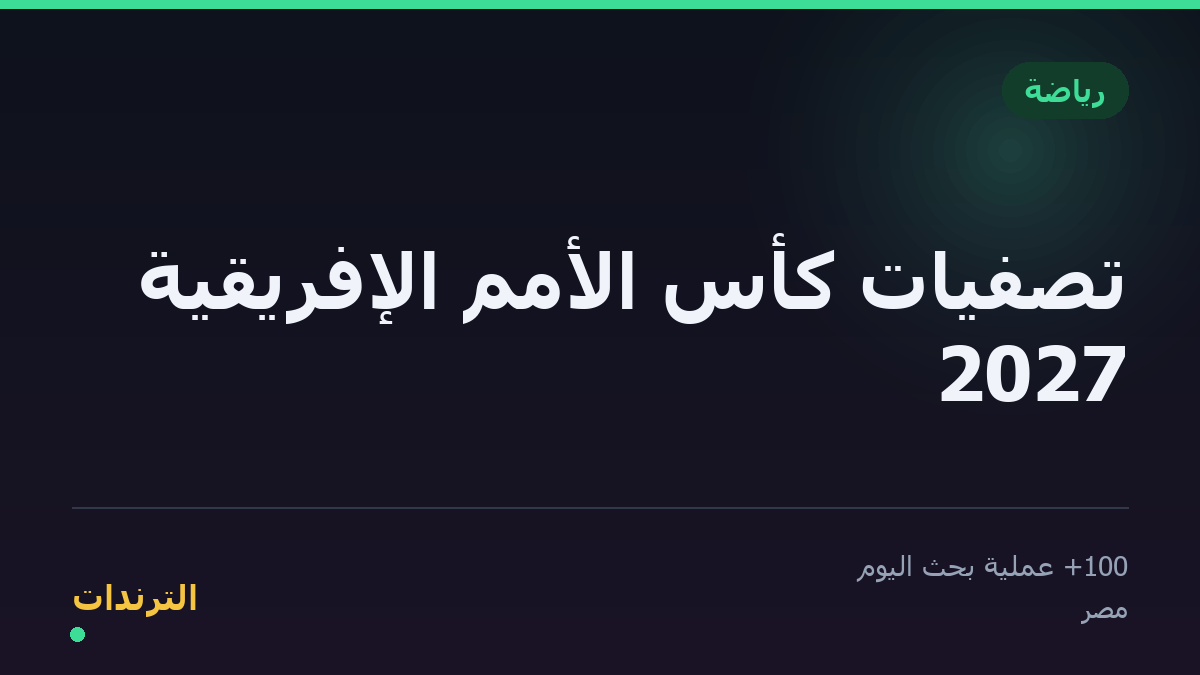 رياضة
تصفيات كأس الأمم الإفريقية
2027
100+ عملية بحث اليوم
مصر
الترندات